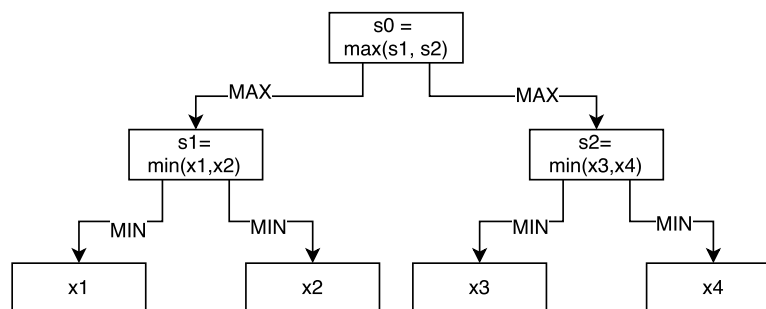 s0 =
max(s1, s2)
MAX
MAX
s1=
min(x1,x2)
s2=
min(x3,x4)
MIN
MIN
MIN
MIN
x1
x2
x3
x4